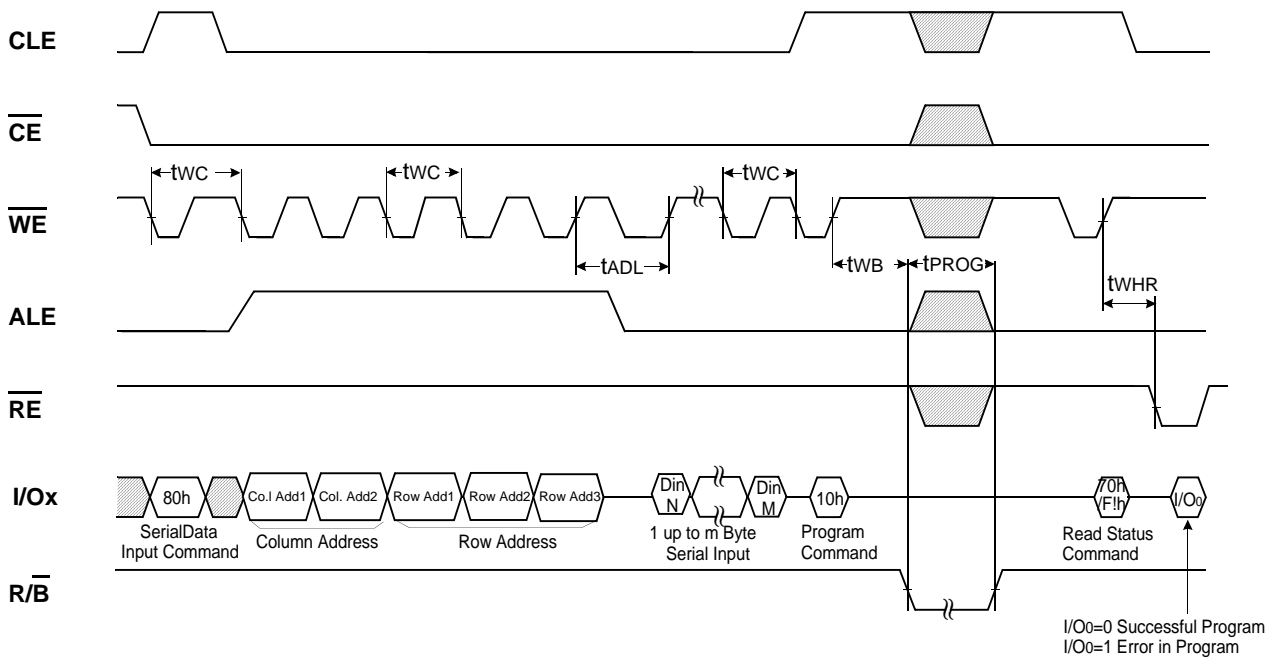 CLE
CE
tWC
tWC
tWC
WE
tADL
tWB
tPROG
tWHR
ALE
RE
I/Ox
80h
Co.l Add1
Col. Add2
Row Add1
Row Add2
Row Add3
Din
N
Din
M
10h
70h
/F!h
I/O0
SerialData
Input Command
Column Address
Row Address
1 up to m Byte
Serial Input
Program
Command
Read Status
Command
R/B
I/O0=0 Successful Program
I/O0=1 Error in Program